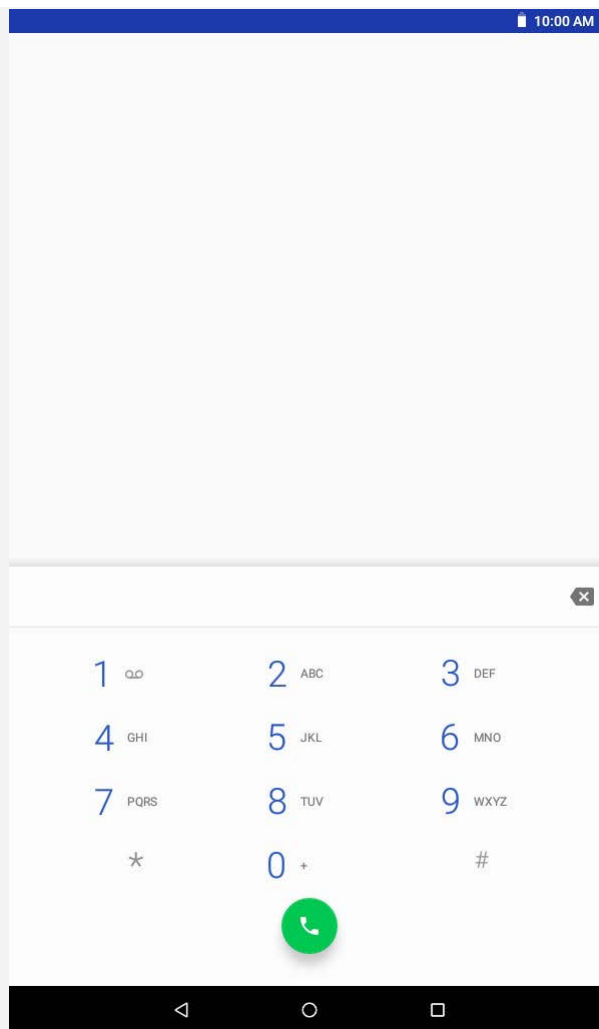 10:00 AM
1 2 ABC 3 DEF
4 GHI 5 JKL 6 MNO
7 PQRS 8 TUV 9 WXYZ
* 0 + #